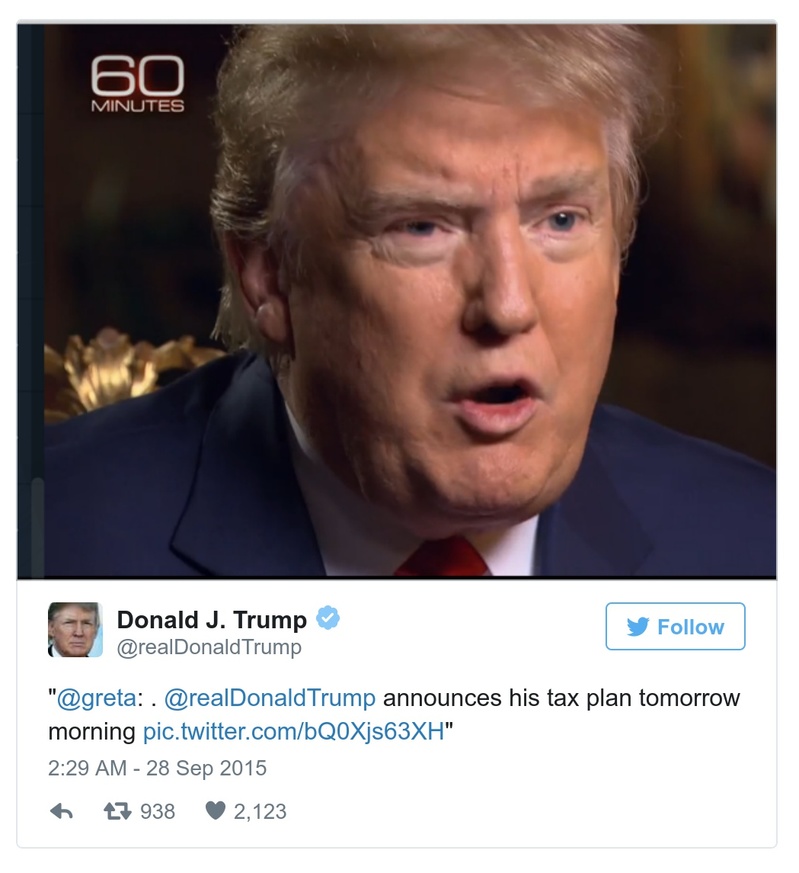 60
MINUTES
Donald J. Trump
@realDonaldTrump
Follow
"@greta: . @realDonaldTrump announces his tax plan tomorrow
morning pic.twitter.com/bQ0Xjs63XH"
2:29 AM - 28 Sep 2015
938 2,123